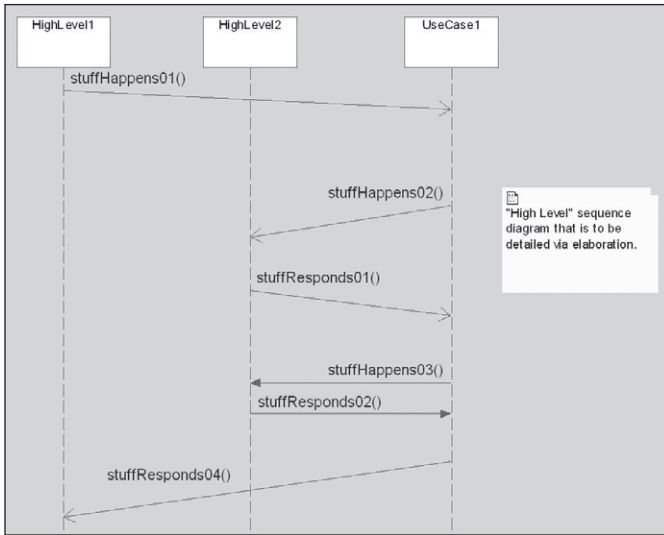 HighLevel1
HighLevel2
UseCase1
stuffHappens01()
stuffHappens02()
"High Level" sequence
diagram that is to be
detailed via elaboration.
stuffResponds01()
stuffHappens03()
stuffResponds02()
stuffResponds04()